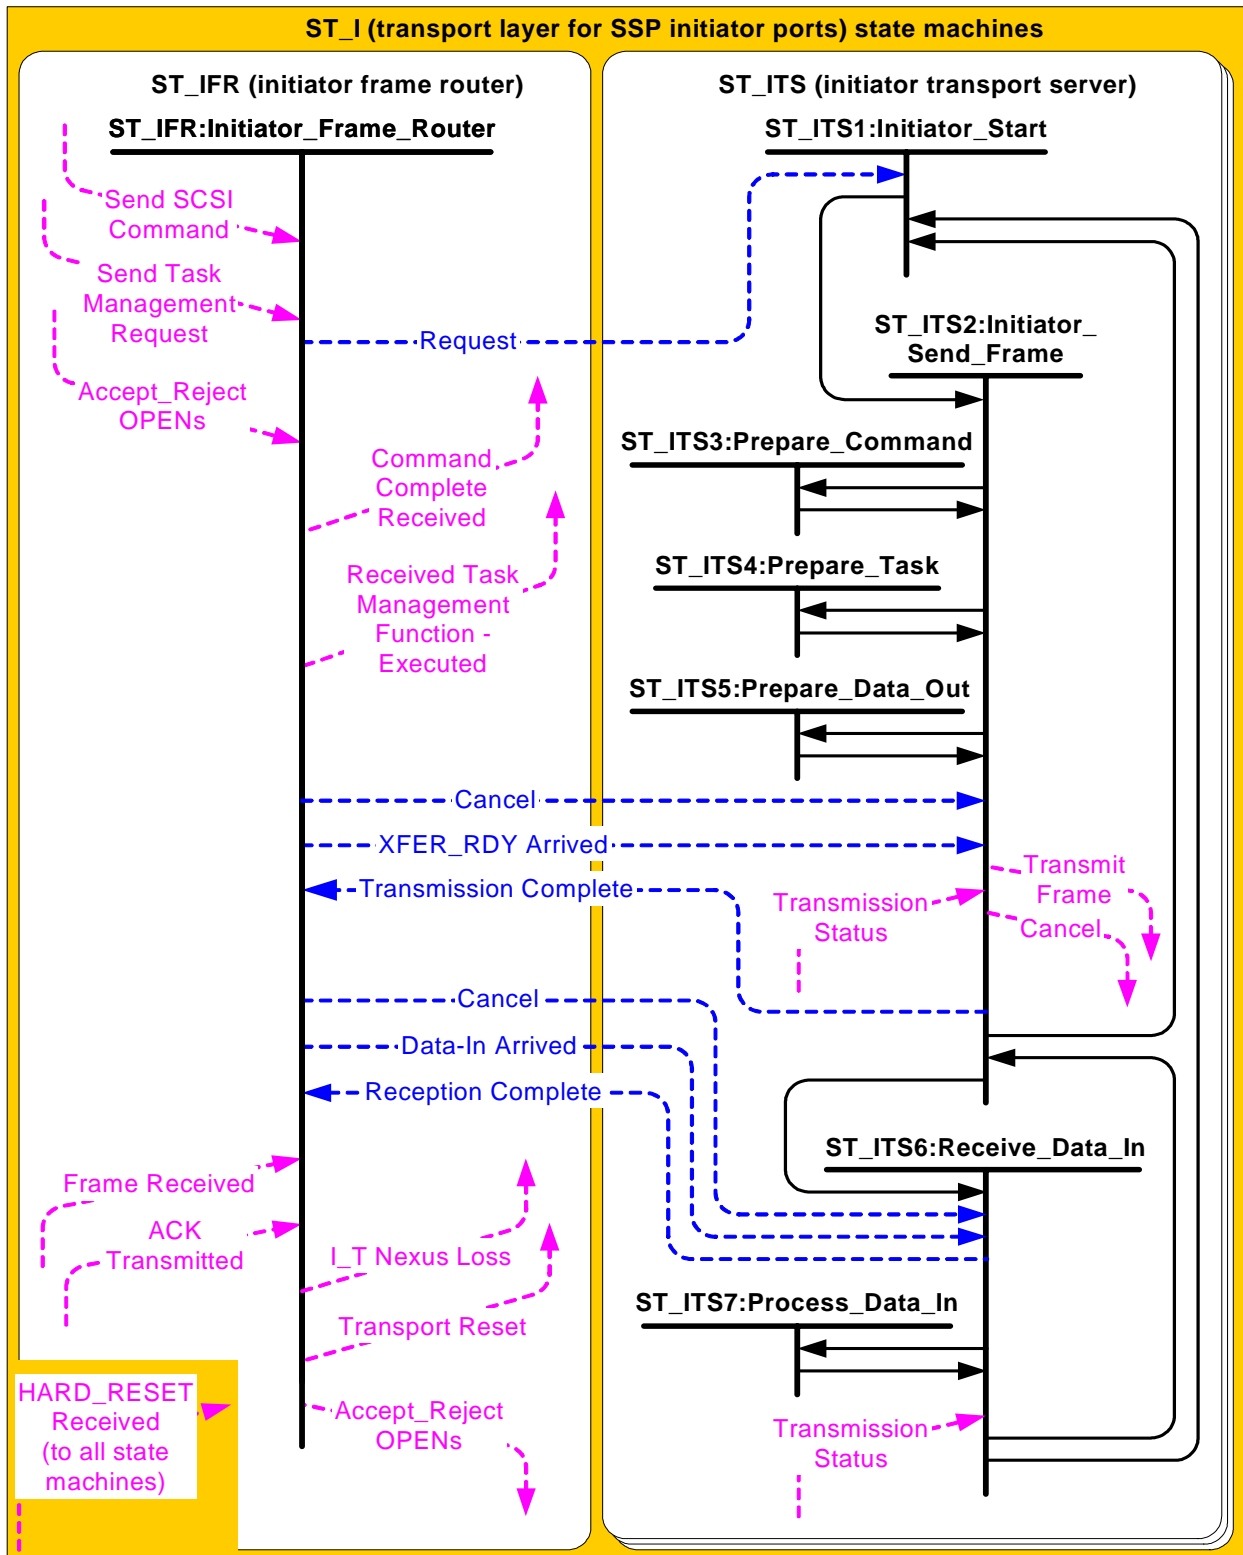 ST_I (transport layer for SSP initiator ports) state machines
ST_IFR (initiator frame router)
ST_IFR:Initiator_Frame_Router
Send SCSI
Command
Send Task
Management
Request
Accept_Reject
OPENs
Request
Command
Complete
Received
Received Task
Management
Function -
Executed
Cancel
XFER_RDY Arrived
Transmission Complete
Cancel
Data-In Arrived
Reception Complete
Frame Received
ACK
Transmitted
I_T Nexus Loss
Transport Reset
HARD_RESET
Received
(to all state
machines)
Accept_Reject
OPENs
ST_ITS (initiator transport server)
ST_ITS1:Initiator_Start
ST_ITS2:Initiator_
Send_Frame
ST_ITS3:Prepare_Command
ST_ITS4:Prepare_Task
ST_ITS5:Prepare_Data_Out
Transmit
Frame
Transmission
Status
Cancel
ST_ITS6:Receive_Data_In
ST_ITS7:Process_Data_In
Transmission
Status